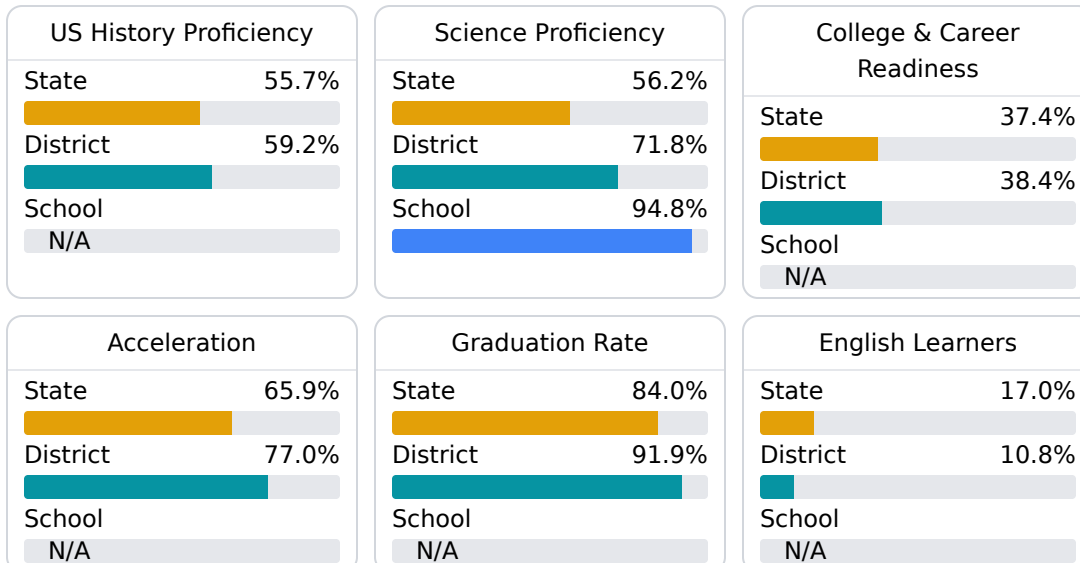 US History Proficiency
State 55.7%
District 59.2%
School
N/A
Science Proficiency
State 56.2%
District 71.8%
School 94.8%
College & Career
Readiness
State 37.4%
District 38.4%
School
N/A
Acceleration
State 65.9%
District 77.0%
School
N/A
Graduation Rate
State 84.0%
District 91.9%
School
N/A
English Learners
State 17.0%
District 10.8%
School
N/A